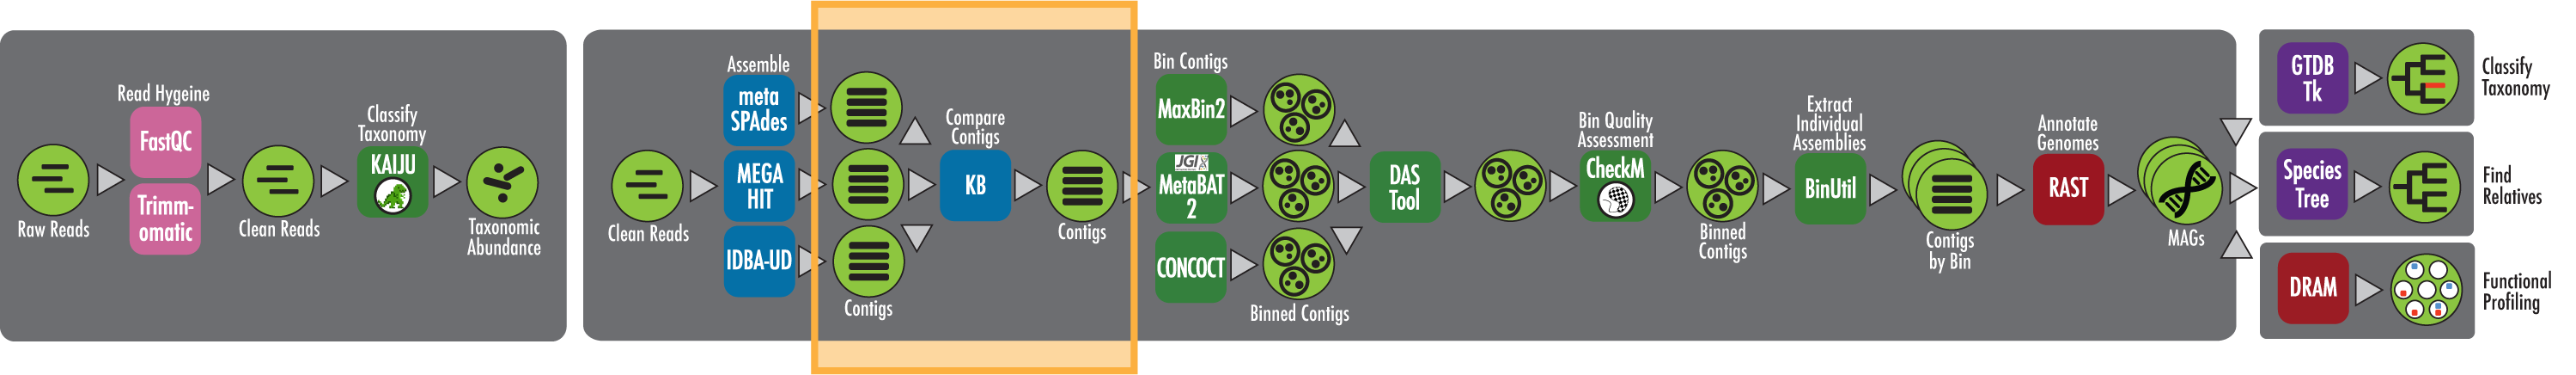 Read Hygeine
FastQC
Trimm-
omatic
Raw Reads
Clean Reads
Classify
Taxonomy
KAIJU
Taxonomic
Abundance
Clean Reads
Assemble
meta
SPAdes
MEGA
HIT
IDBA-UD
Contigs
Compare
Contigs
KB
Contigs
Bin Contigs
MaxBin2
JGI
MetaBAT
2
CONCOCT
Binned Contigs
DAS
Tool
Bin Quality
Assessment
CheckM
Binned
Contigs
Extract
Individual
Assemblies
BinUtil
Contigs
by Bin
Annotate
Genomes
RAST
MAGs
GTDB
Tk
Classify
Taxonomy
Species
Tree
Find
Relatives
DRAM
Functional
Profiling